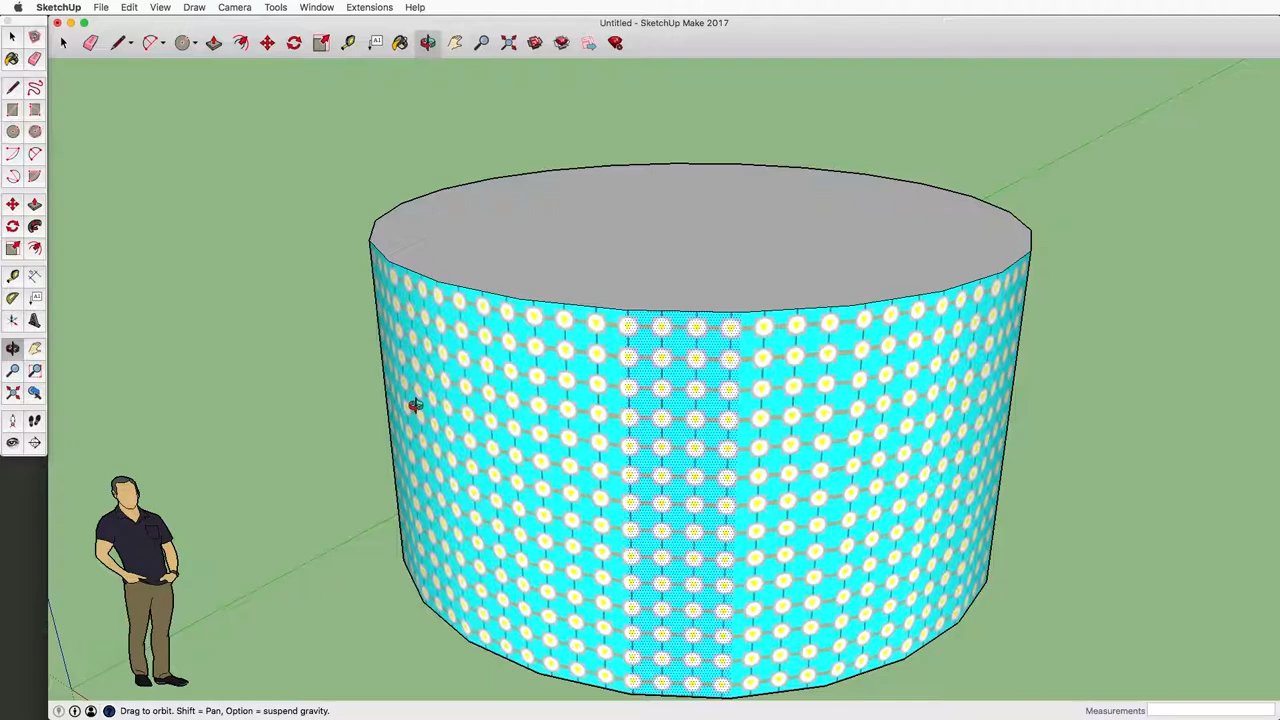 SketchUp File Edit View Draw Camera Tools Window Extensions Help
Untitled - SketchUp Make 2017
Drag to orbit. Shift = Pan, Option = suspend gravity.
Measurements